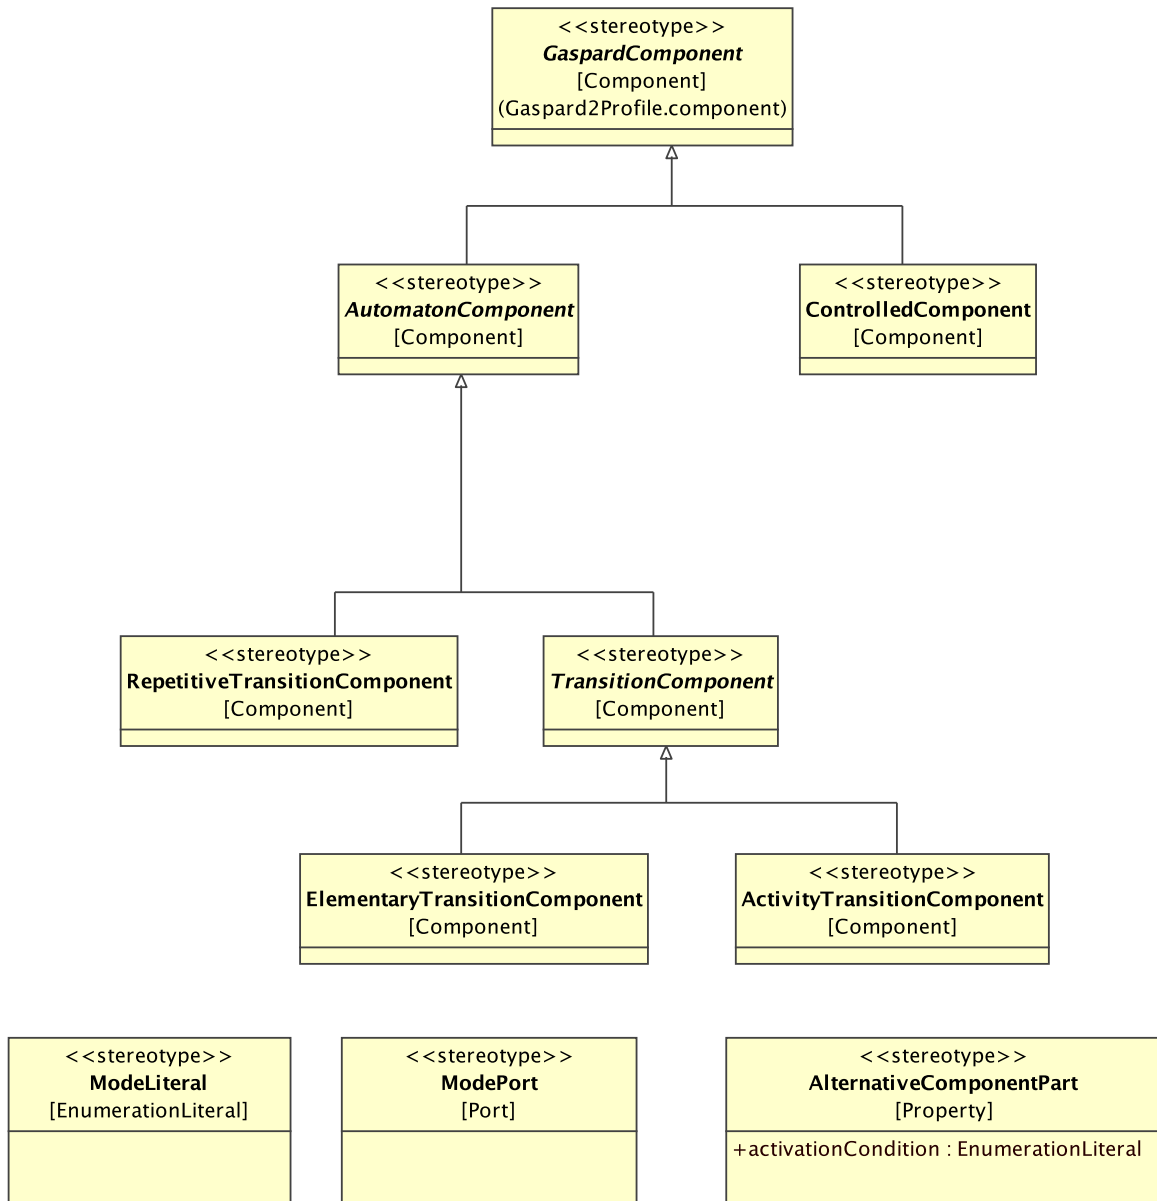 <<stereotype>>
GaspardComponent
[Component]
(Gaspard2Profile.component)
<<stereotype>>
AutomatonComponent
[Component]
<<stereotype>>
ControlledComponent
[Component]
<<stereotype>>
RepetitiveTransitionComponent
[Component]
<<stereotype>>
TransitionComponent
[Component]
<<stereotype>>
ElementaryTransitionComponent
[Component]
<<stereotype>>
ActivityTransitionComponent
[Component]
<<stereotype>>
ModeLiteral
[EnumerationLiteral]
<<stereotype>>
ModePort
[Port]
<<stereotype>>
AlternativeComponentPart
[Property]
+activationCondition : EnumerationLiteral